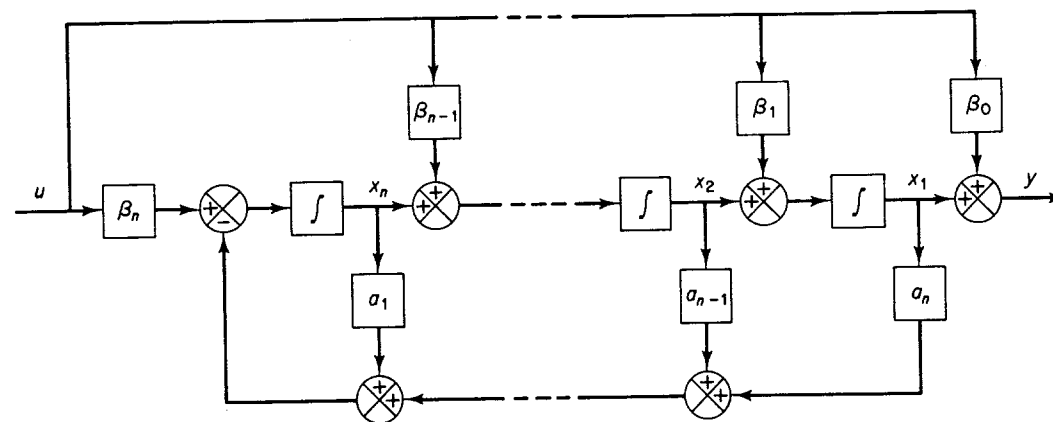 β_{n-1}
β_1
β_0
u
β_n
+
−
∫
x_n
+
+
∫
x_2
+
+
∫
x_1
+
+
y
a_1
a_{n-1}
a_n
+
+
+
+